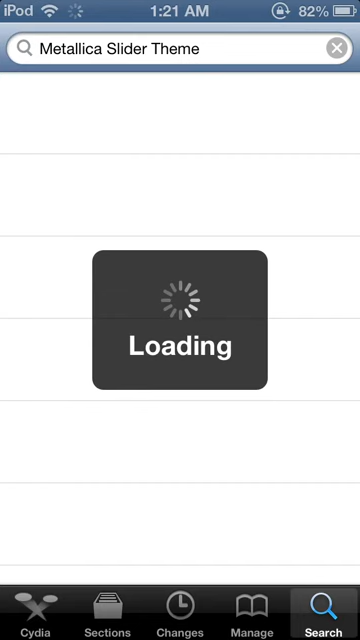 iPod 1:21 AM 82%
Metallica Slider Theme
Loading
Cydia Sections Changes Manage Search